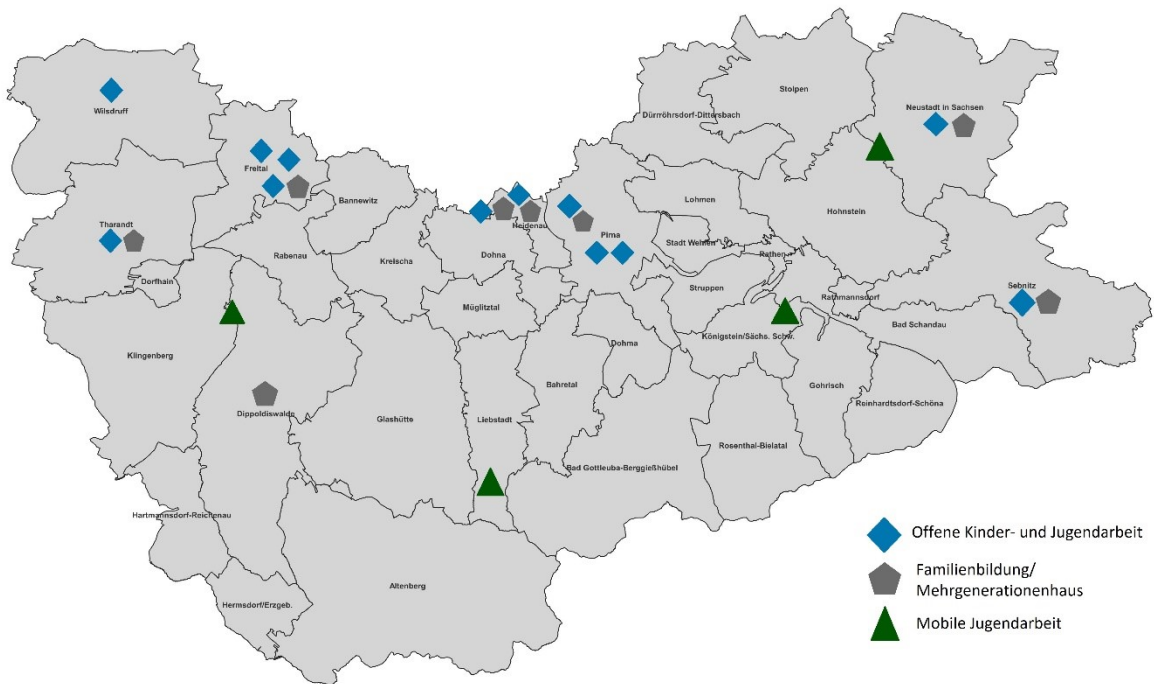 Stolpen
Wilsdruff
Neustadt in Sachsen
Dürrröhrsdorf-Dittersbach
Freital
Bannewitz
Lohmen
Hohnstein
Tharandt
Heidenau
Pirna
Stadt Wehlen
Rabenau
Dohna
Rathen
Kreischa
Dorfhain
Struppen
Sebnitz
Rathmannsdorf
Müglitztal
Bad Schandau
Königstein/Sächs. Schw.
Dohma
Klingenberg
Bahretal
Gohrisch
Reinhardtsdorf-Schöna
Dippoldiswalde
Glashütte
Liebstadt
Rosenthal-Bielatal
Bad Gottleuba-Berggießhübel
Hartmannsdorf-Reichenau
Altenberg
Hermsdorf/Erzgeb.
Offene Kinder- und Jugendarbeit
Familienbildung/
Mehrgenerationenhaus
Mobile Jugendarbeit